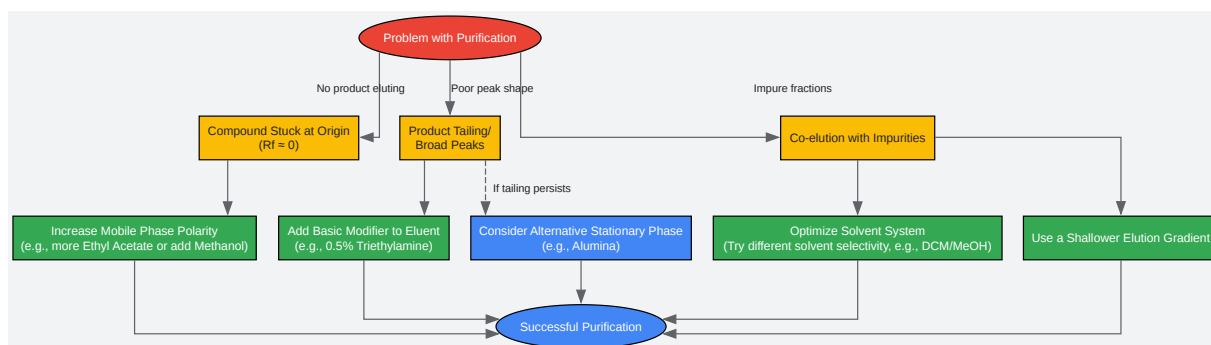 Problem with Purification
No product eluting
Poor peak shape
Impure fractions
Compound Stuck at Origin
(Rf ≈ 0)
Product Tailing/
Broad Peaks
Co-elution with Impurities
If tailing persists
Increase Mobile Phase Polarity
(e.g., more Ethyl Acetate or add Methanol)
Add Basic Modifier to Eluent
(e.g., 0.5% Triethylamine)
Consider Alternative Stationary Phase
(e.g., Alumina)
Optimize Solvent System
(Try different solvent selectivity, e.g., DCM/MeOH)
Use a Shallower Elution Gradient
Successful Purification